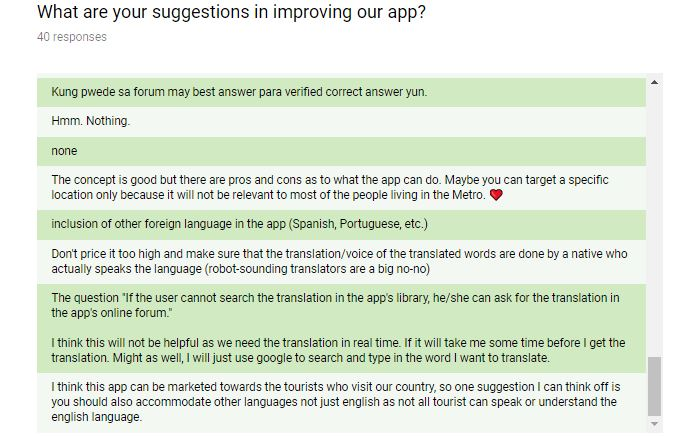 What are your suggestions in improving our app?
40 responses
Kung pwede sa forum may best answer para verified correct answer yun.
Hmm. Nothing.
none
The concept is good but there are pros and cons as to what the app can do. Maybe you can target a specific
location only because it will not be relevant to most of the people living in the Metro. ❤
inclusion of other foreign language in the app (Spanish, Portuguese, etc.)
Don't price it too high and make sure that the translation/voice of the translated words are done by a native who
actually speaks the language (robot-sounding translators are a big no-no)
The question "If the user cannot search the translation in the app's library, he/she can ask for the translation in
the app's online forum."
I think this will not be helpful as we need the translation in real time. If it will take me some time before I get the
translation. Might as well, I will just use google to search and type in the word I want to translate.
I think this app can be marketed towards the tourists who visit our country, so one suggestion I can think off is
you should also accommodate other languages not just english as not all tourist can speak or understand the
english language.